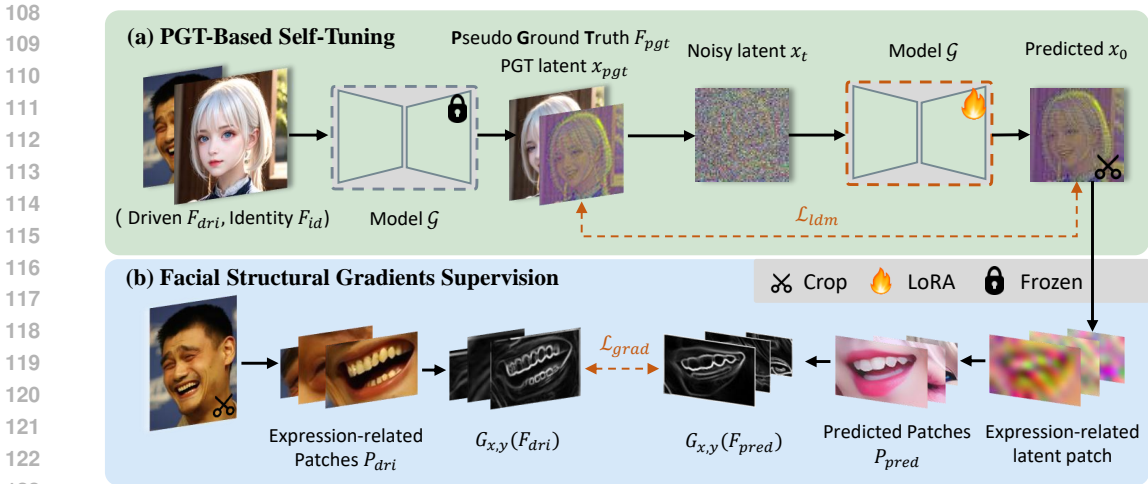 108
109
110
111
112
113
114
115
116
117
118
119
120
121
122
(a) PGT-Based Self-Tuning
Pseudo Ground Truth F_pgt
PGT latent x_pgt
Noisy latent x_t
Model 𝒢
Predicted x_0
( Driven F_dri, Identity F_id)
Model 𝒢
ℒ_ldm
(b) Facial Structural Gradients Supervision
Crop
LoRA
Frozen
ℒ_grad
Expression-related
Patches P_dri
G_x,y(F_dri)
G_x,y(F_pred)
Predicted Patches
P_pred
Expression-related
latent patch